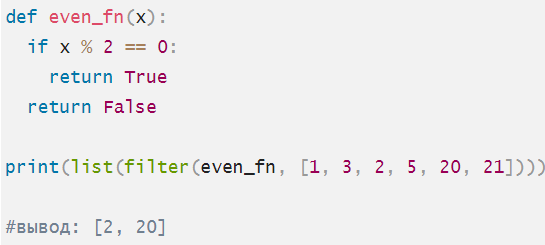 def even_fn(x):
  if x % 2 == 0:
    return True
  return False

print(list(filter(even_fn, [1, 3, 2, 5, 20, 21])))

#вывод: [2, 20]